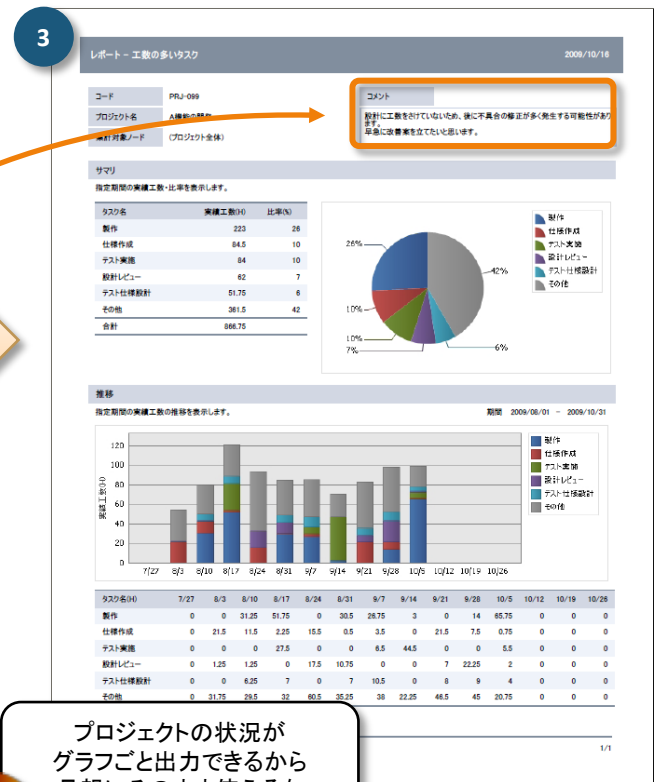 3
レポート - 工数の多いタスク 2009/10/16
コード PRJ-099
プロジェクト名 A機能の開発
集計対象ノード (プロジェクト全体)
コメント
設計に工数をさけていないため、後に不具合の修正が多く発生する可能性があり
ます。
早急に改善案を立てたいと思います。
サマリ
指定期間の実績工数・比率を表示します。
タスク名 実績工数(H) 比率(%)
製作 223 26
仕様作成 84.5 10
テスト実施 84 10
設計レビュー 62 7
テスト仕様設計 51.75 6
その他 361.5 42
合計 866.75
26%
10%
10%
7%
6%
42%
製作
仕様作成
テスト実施
設計レビュー
テスト仕様設計
その他
推移
指定期間の実績工数の推移を表示します。 期間 2009/08/01 - 2009/10/31
実績工数(H)
120
100
80
60
40
20
0
7/27 8/3 8/10 8/17 8/24 8/31 9/7 9/14 9/21 9/28 10/5 10/12 10/19 10/26
製作
仕様作成
テスト実施
設計レビュー
テスト仕様設計
その他
タスク名(H) 7/27 8/3 8/10 8/17 8/24 8/31 9/7 9/14 9/21 9/28 10/5 10/12 10/19 10/26
製作 0 0 31.25 51.75 0 30.5 26.75 3 0 14 65.75 0 0 0
仕様作成 0 21.5 11.5 2.25 15.5 0.5 3.5 0 21.5 7.5 0.75 0 0 0
テスト実施 0 0 0 27.5 0 0 6.5 44.5 0 0 5.5 0 0 0
設計レビュー 0 1.25 1.25 0 17.5 10.75 0 0 7 22.25 2 0 0 0
テスト仕様設計 0 0 6.25 7 0 7 10.5 0 8 9 4 0 0 0
その他 0 31.75 29.5 32 60.5 35.25 38 22.25 46.5 45 20.75 0 0 0
1/1
プロジェクトの状況が
グラフごと出力できるから